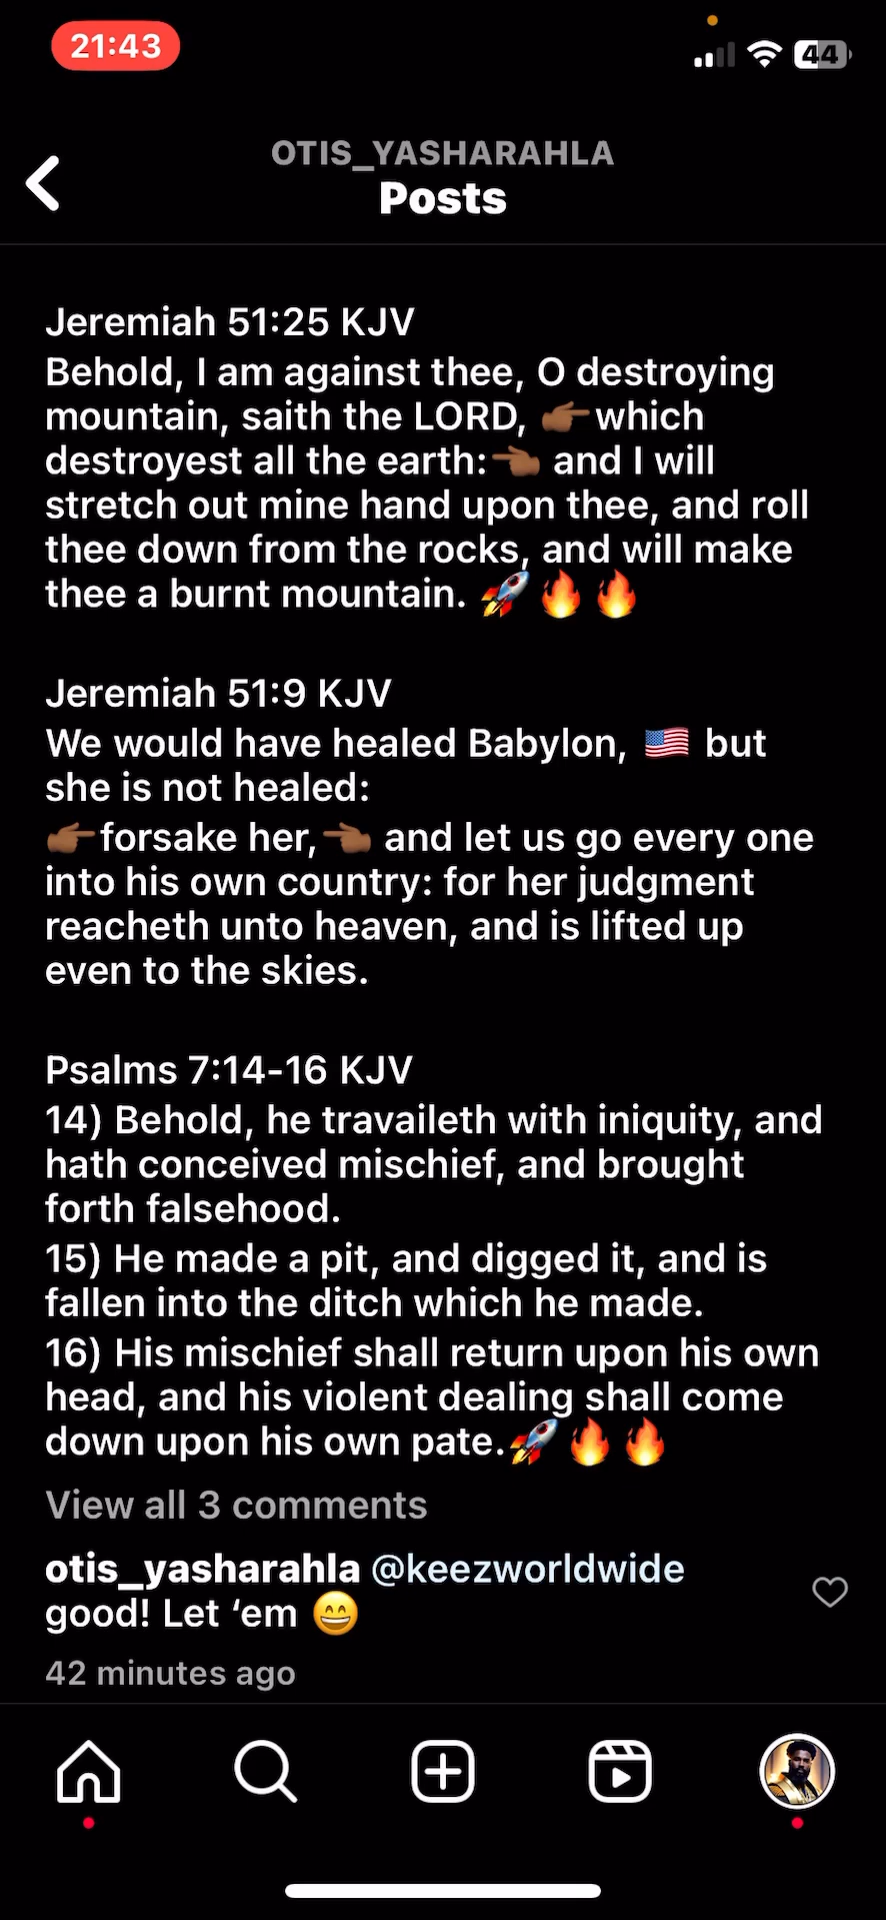 21:43
44
OTIS_YASHARAHLA
Posts
Jeremiah 51:25 KJV
Behold, I am against thee, O destroying
mountain, saith the LORD, 👉🏾which
destroyest all the earth:👈🏾 and I will
stretch out mine hand upon thee, and roll
thee down from the rocks, and will make
thee a burnt mountain. 🚀🔥🔥
Jeremiah 51:9 KJV
We would have healed Babylon, 🇺🇸 but
she is not healed:
👉🏾forsake her,👈🏾 and let us go every one
into his own country: for her judgment
reacheth unto heaven, and is lifted up
even to the skies.
Psalms 7:14-16 KJV
14) Behold, he travaileth with iniquity, and
hath conceived mischief, and brought
forth falsehood.
15) He made a pit, and digged it, and is
fallen into the ditch which he made.
16) His mischief shall return upon his own
head, and his violent dealing shall come
down upon his own pate.🚀🔥🔥
View all 3 comments
otis_yasharahla @keezworldwide
good! Let ‘em 😄
42 minutes ago